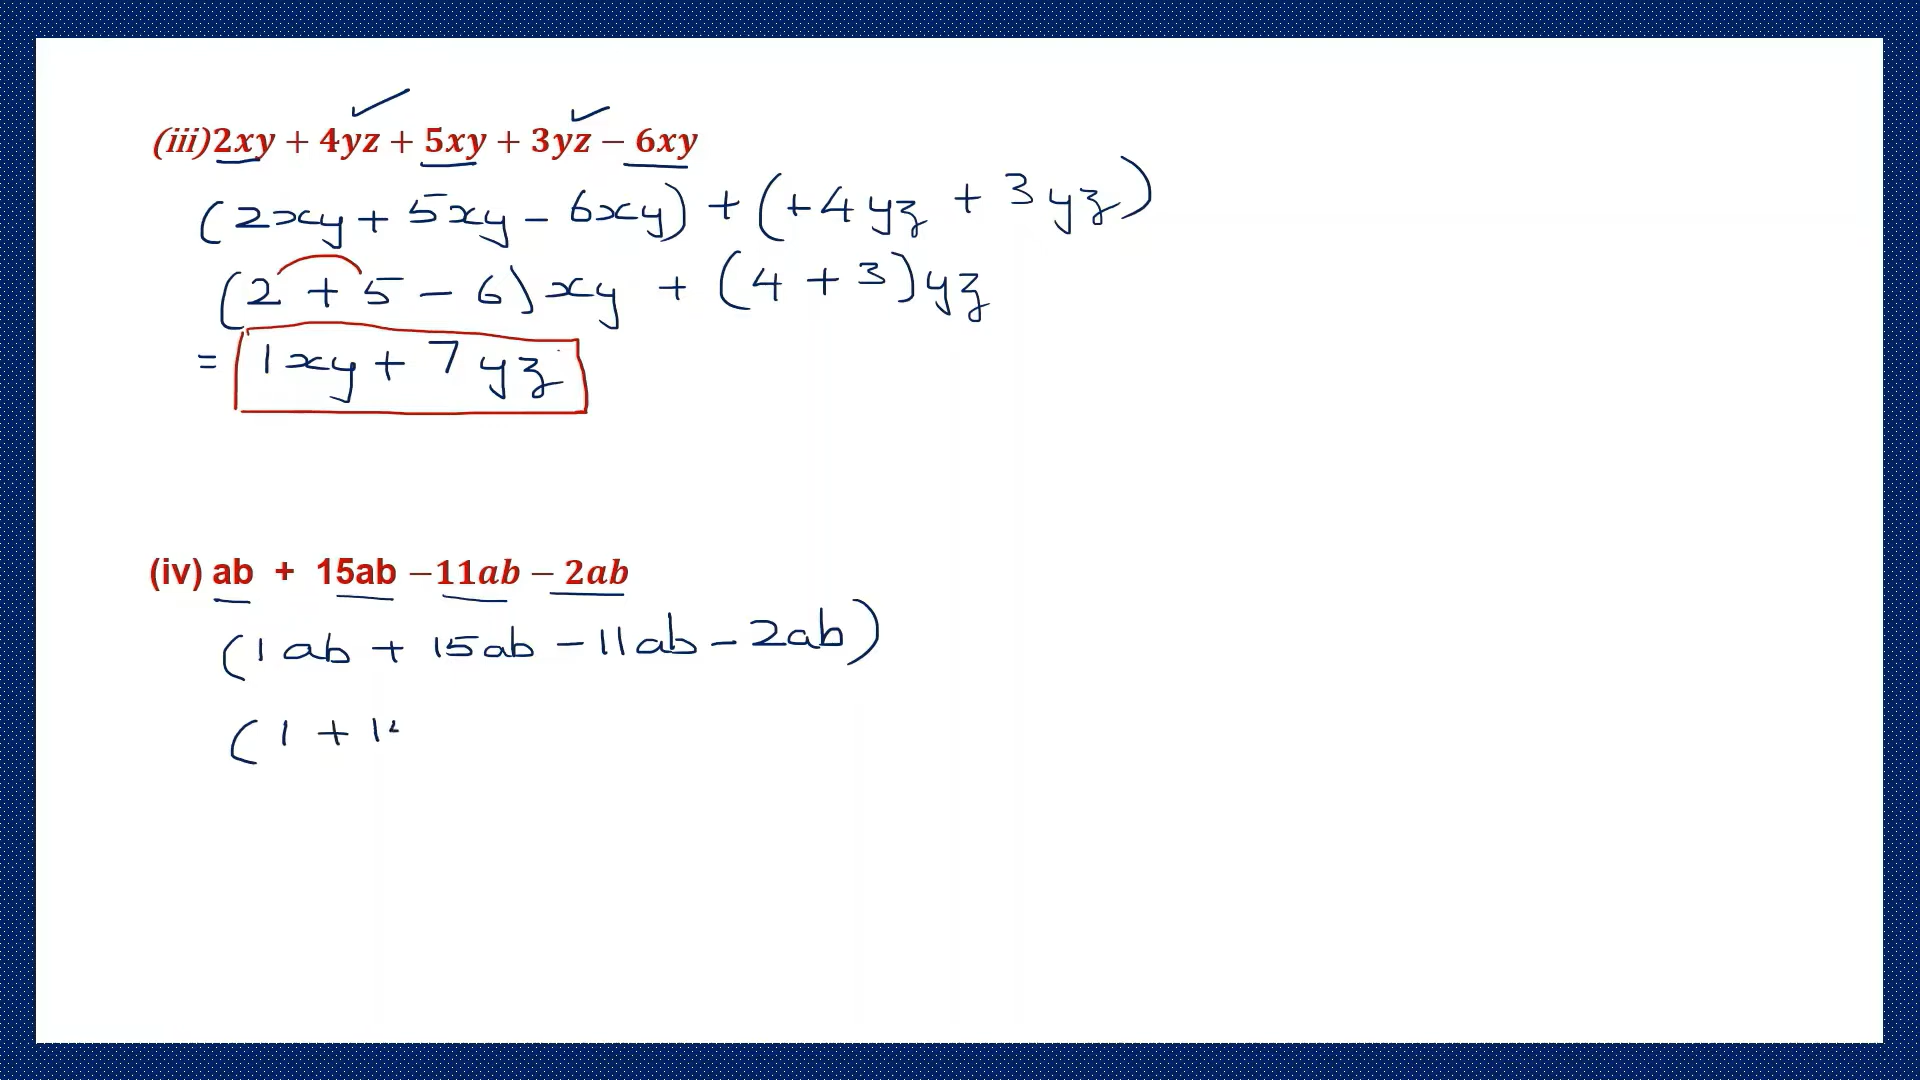 (iii)2xy + 4yz + 5xy + 3yz − 6xy
(2xy + 5xy − 6xy) + (+4yz + 3yz)
(2 + 5 − 6)xy + (4 + 3)yz
= 1xy + 7yz
(iv) ab + 15ab −11ab − 2ab
(1ab + 15ab − 11ab − 2ab)
(1 + 1